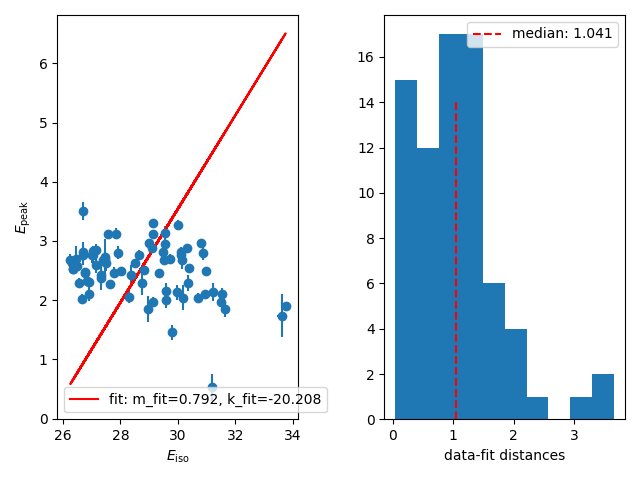 6
5
4
3
2
1
0
E_peak
fit: m_fit=0.792, k_fit=-20.208
26 28 30 32 34
E_iso
median: 1.041
16
14
12
10
8
6
4
2
0
0 1 2 3
data-fit distances